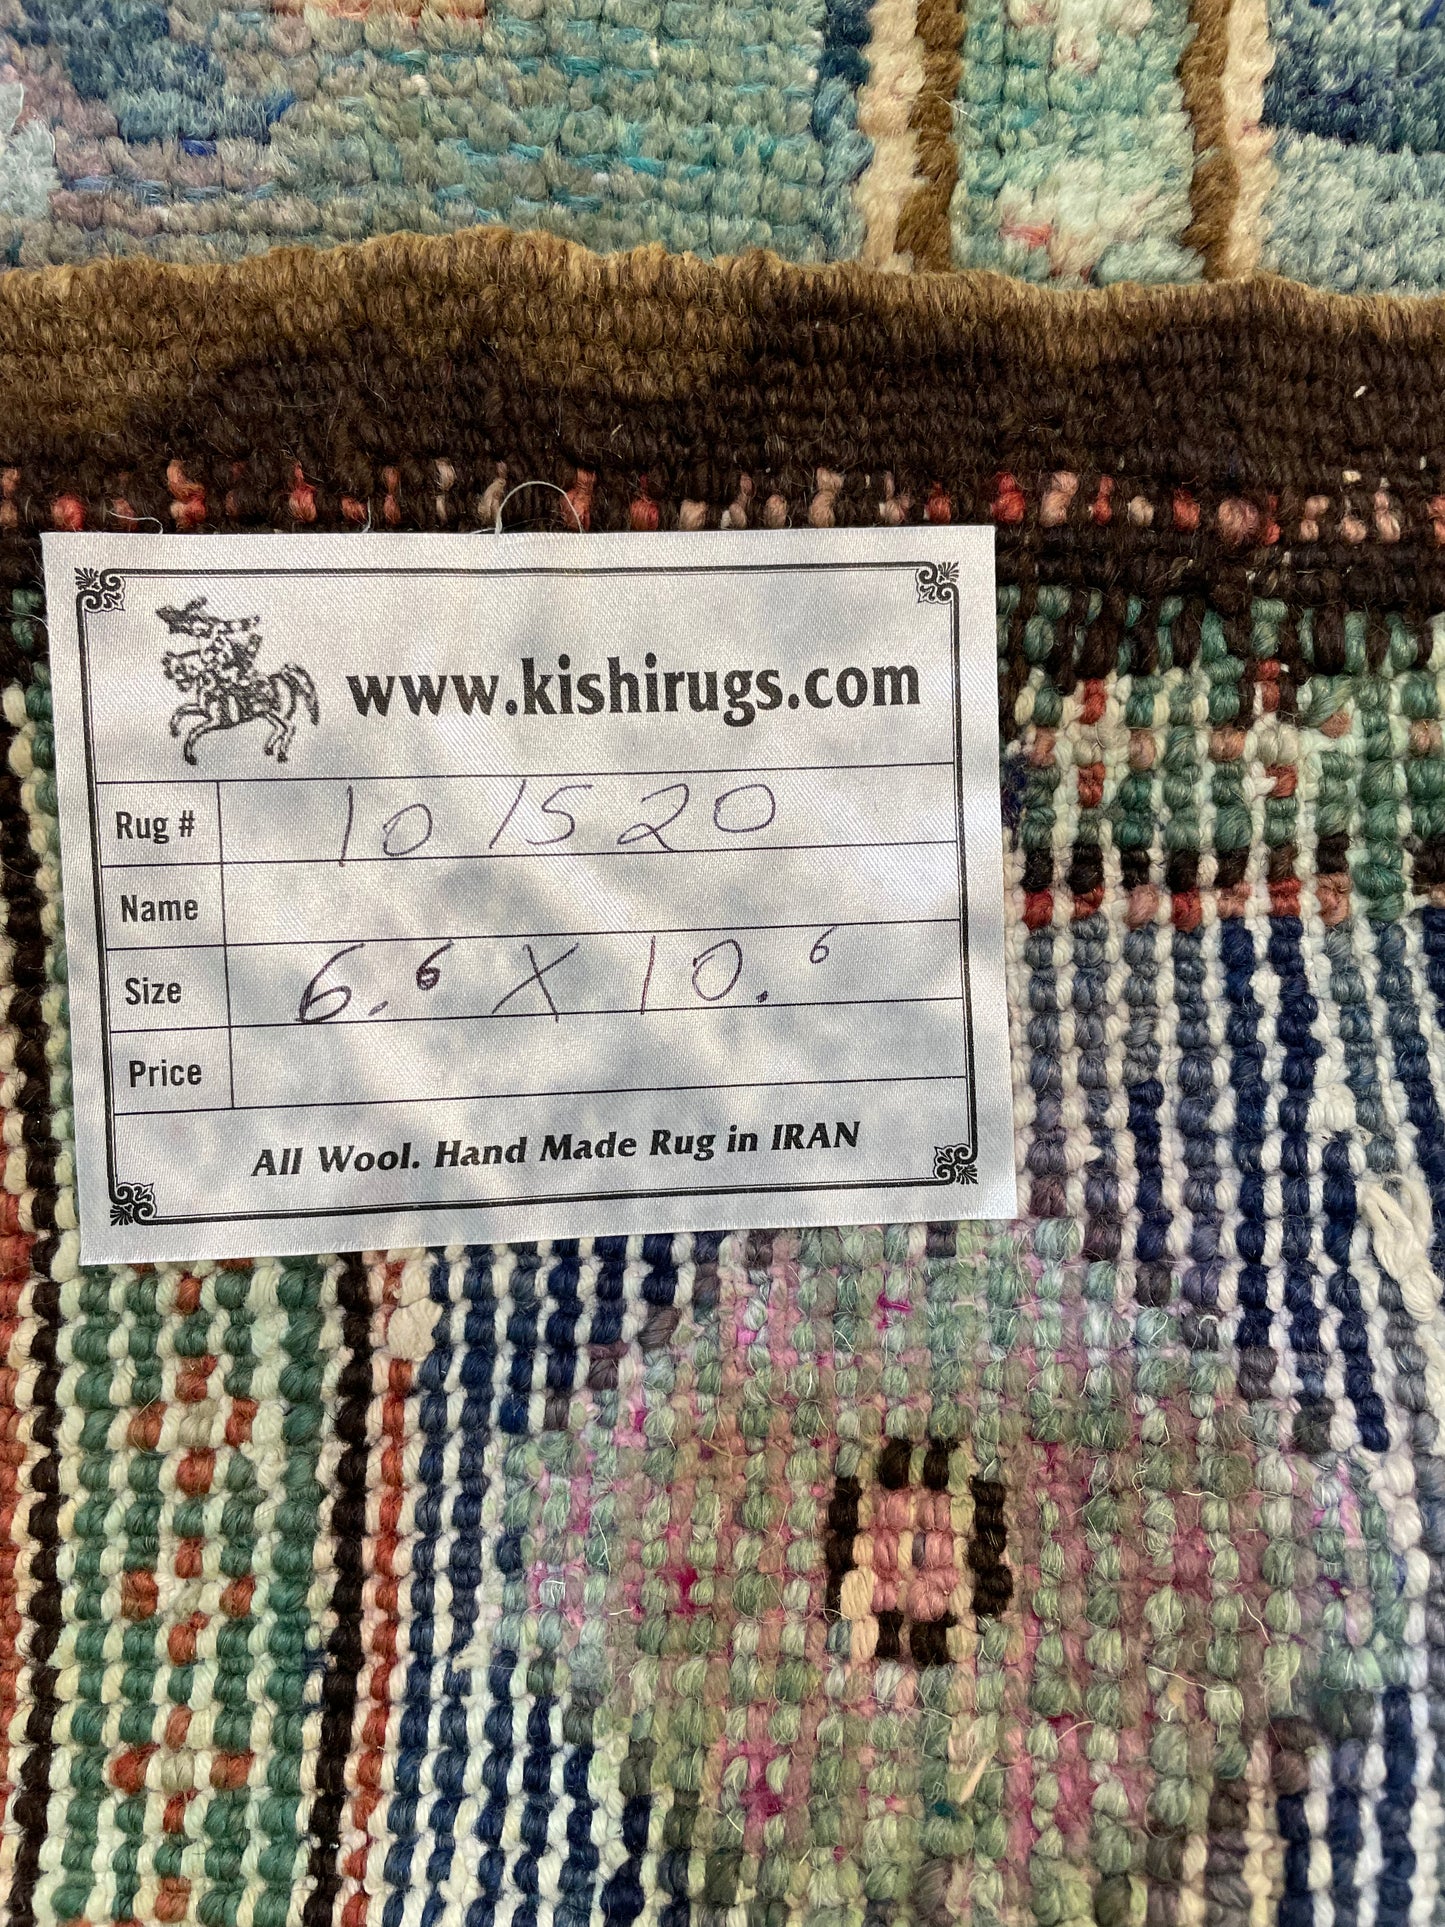 www.kishirugs.com
Rug # 101520
Name
Size 6.6 X 10.6
Price
All Wool. Hand Made Rug in IRAN